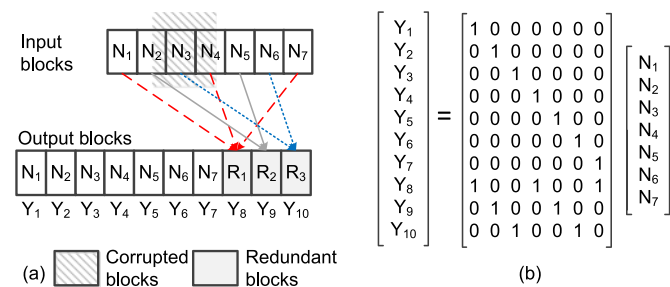 Input blocks
N₁ N₂ N₃ N₄ N₅ N₆ N₇
Output blocks
N₁ N₂ N₃ N₄ N₅ N₆ N₇ R₁ R₂ R₃
Y₁ Y₂ Y₃ Y₄ Y₅ Y₆ Y₇ Y₈ Y₉ Y₁₀
(a)
Corrupted blocks
Redundant blocks
Y₁
Y₂
Y₃
Y₄
Y₅
Y₆
Y₇
Y₈
Y₉
Y₁₀
=
1 0 0 0 0 0 0
0 1 0 0 0 0 0
0 0 1 0 0 0 0
0 0 0 1 0 0 0
0 0 0 0 1 0 0
0 0 0 0 0 1 0
0 0 0 0 0 0 1
1 0 0 1 0 0 1
0 1 0 0 1 0 0
0 0 1 0 0 1 0
N₁
N₂
N₃
N₄
N₅
N₆
N₇
(b)